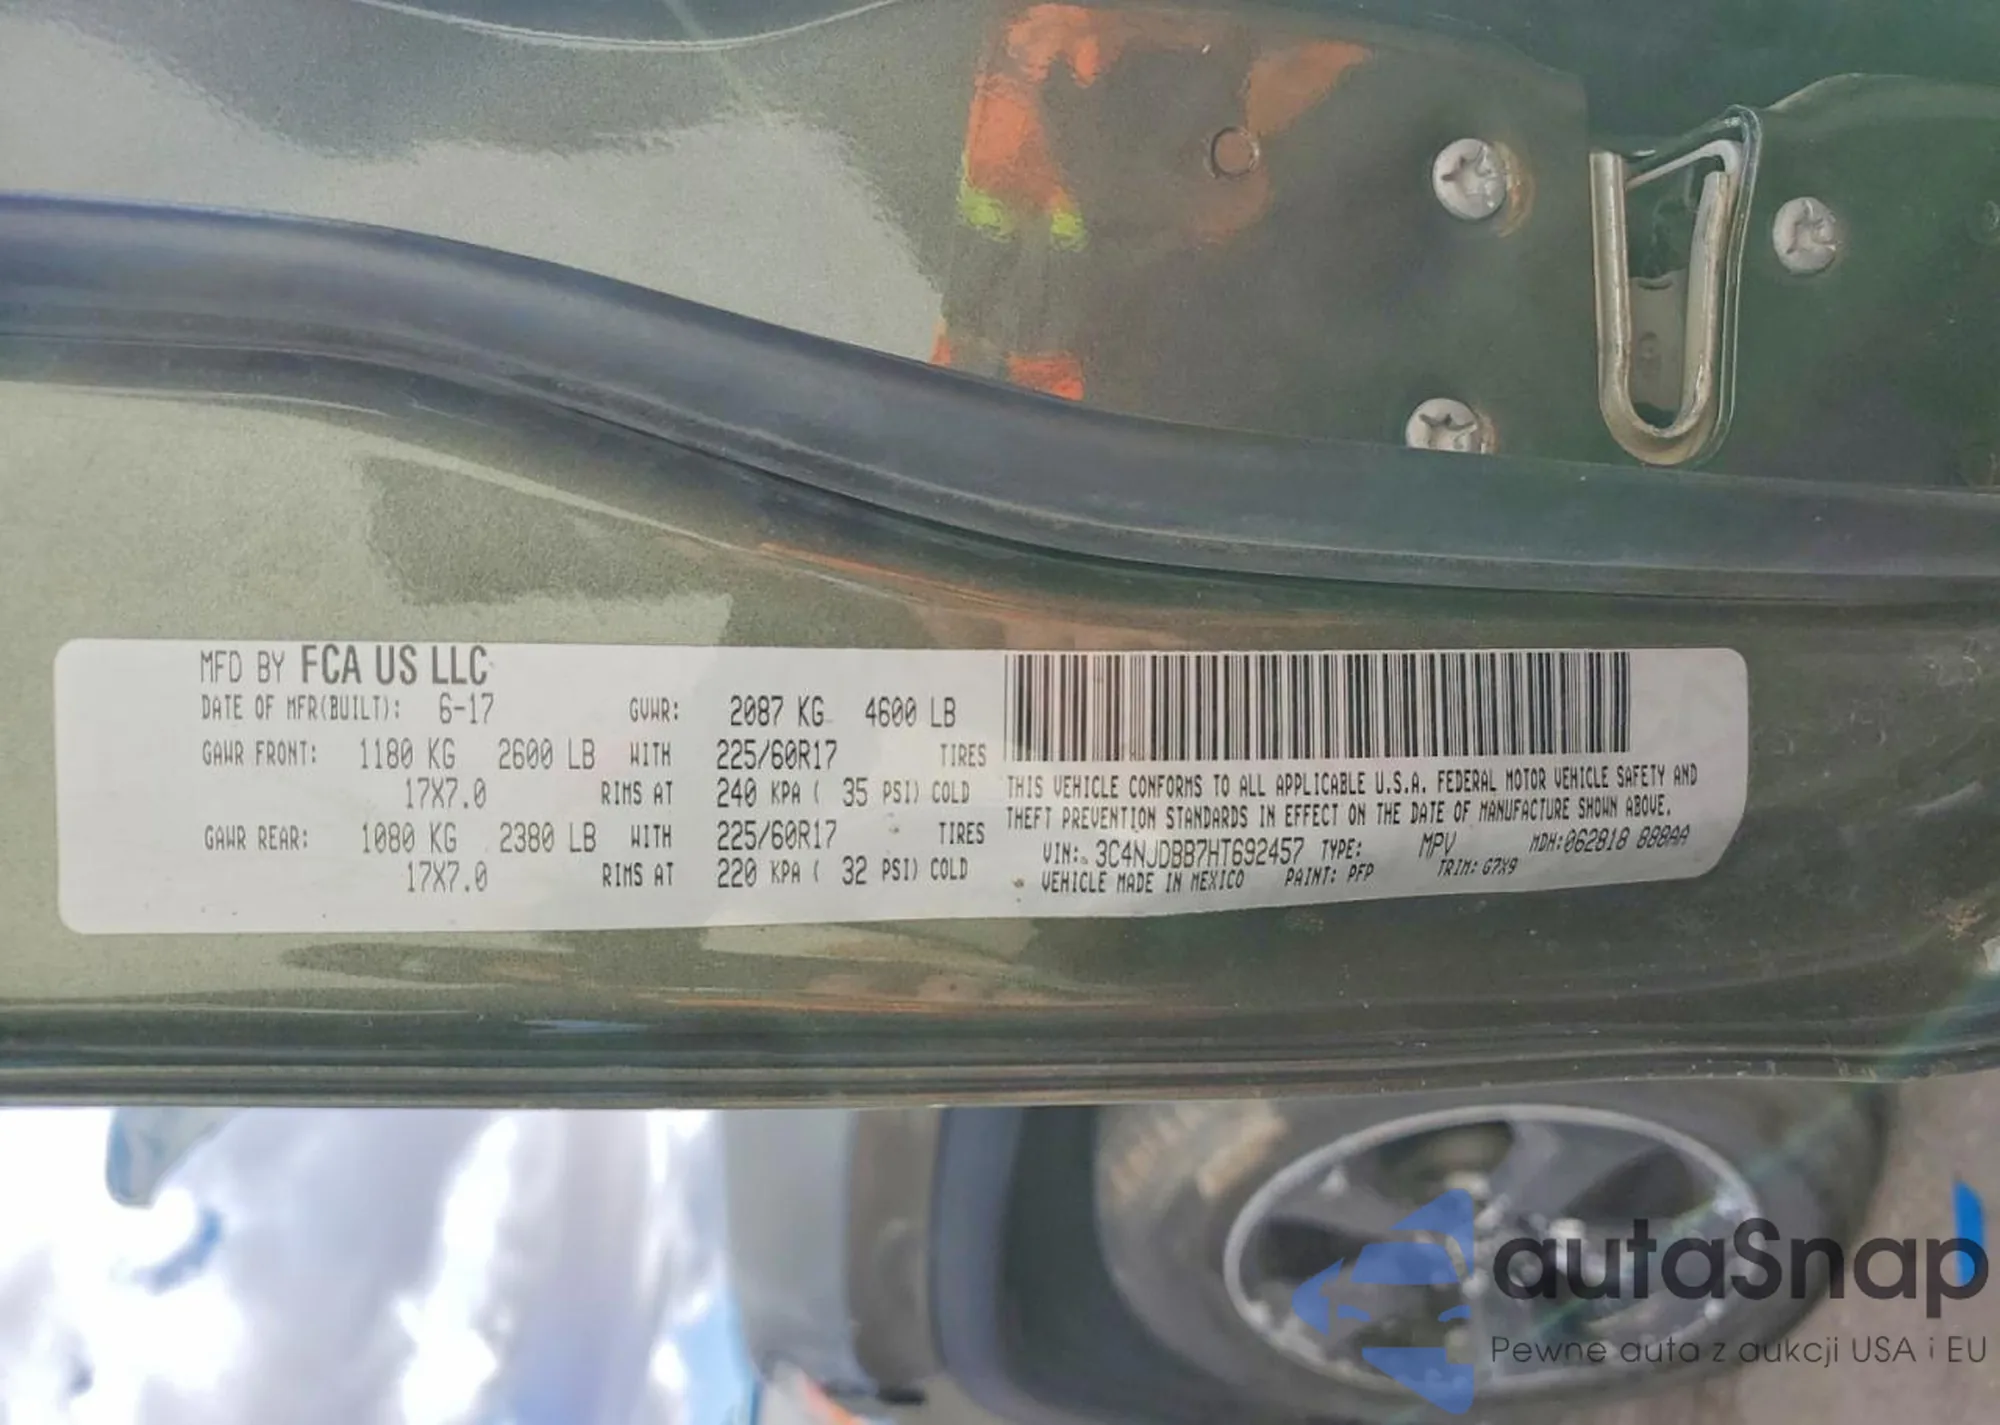 MFD BY FCA US LLC
DATE OF MFR(BUILT): 6-17 GVWR: 2087 KG 4600 LB
GAWR FRONT: 1180 KG 2600 LB WITH 225/60R17 TIRES
17X7.0 RIMS AT 240 KPA ( 35 PSI) COLD
GAWR REAR: 1080 KG 2380 LB WITH 225/60R17 TIRES
17X7.0 RIMS AT 220 KPA ( 32 PSI) COLD
THIS VEHICLE CONFORMS TO ALL APPLICABLE U.S.A. FEDERAL MOTOR VEHICLE SAFETY AND
THEFT PREVENTION STANDARDS IN EFFECT ON THE DATE OF MANUFACTURE SHOWN ABOVE.
VIN: 3C4NJDBB7HT692457 TYPE: MPV MDH:062818 888AA
VEHICLE MADE IN MEXICO PAINT: PFP TRIM: G7X9
autaSnap
Pewne auta z aukcji USA i EU